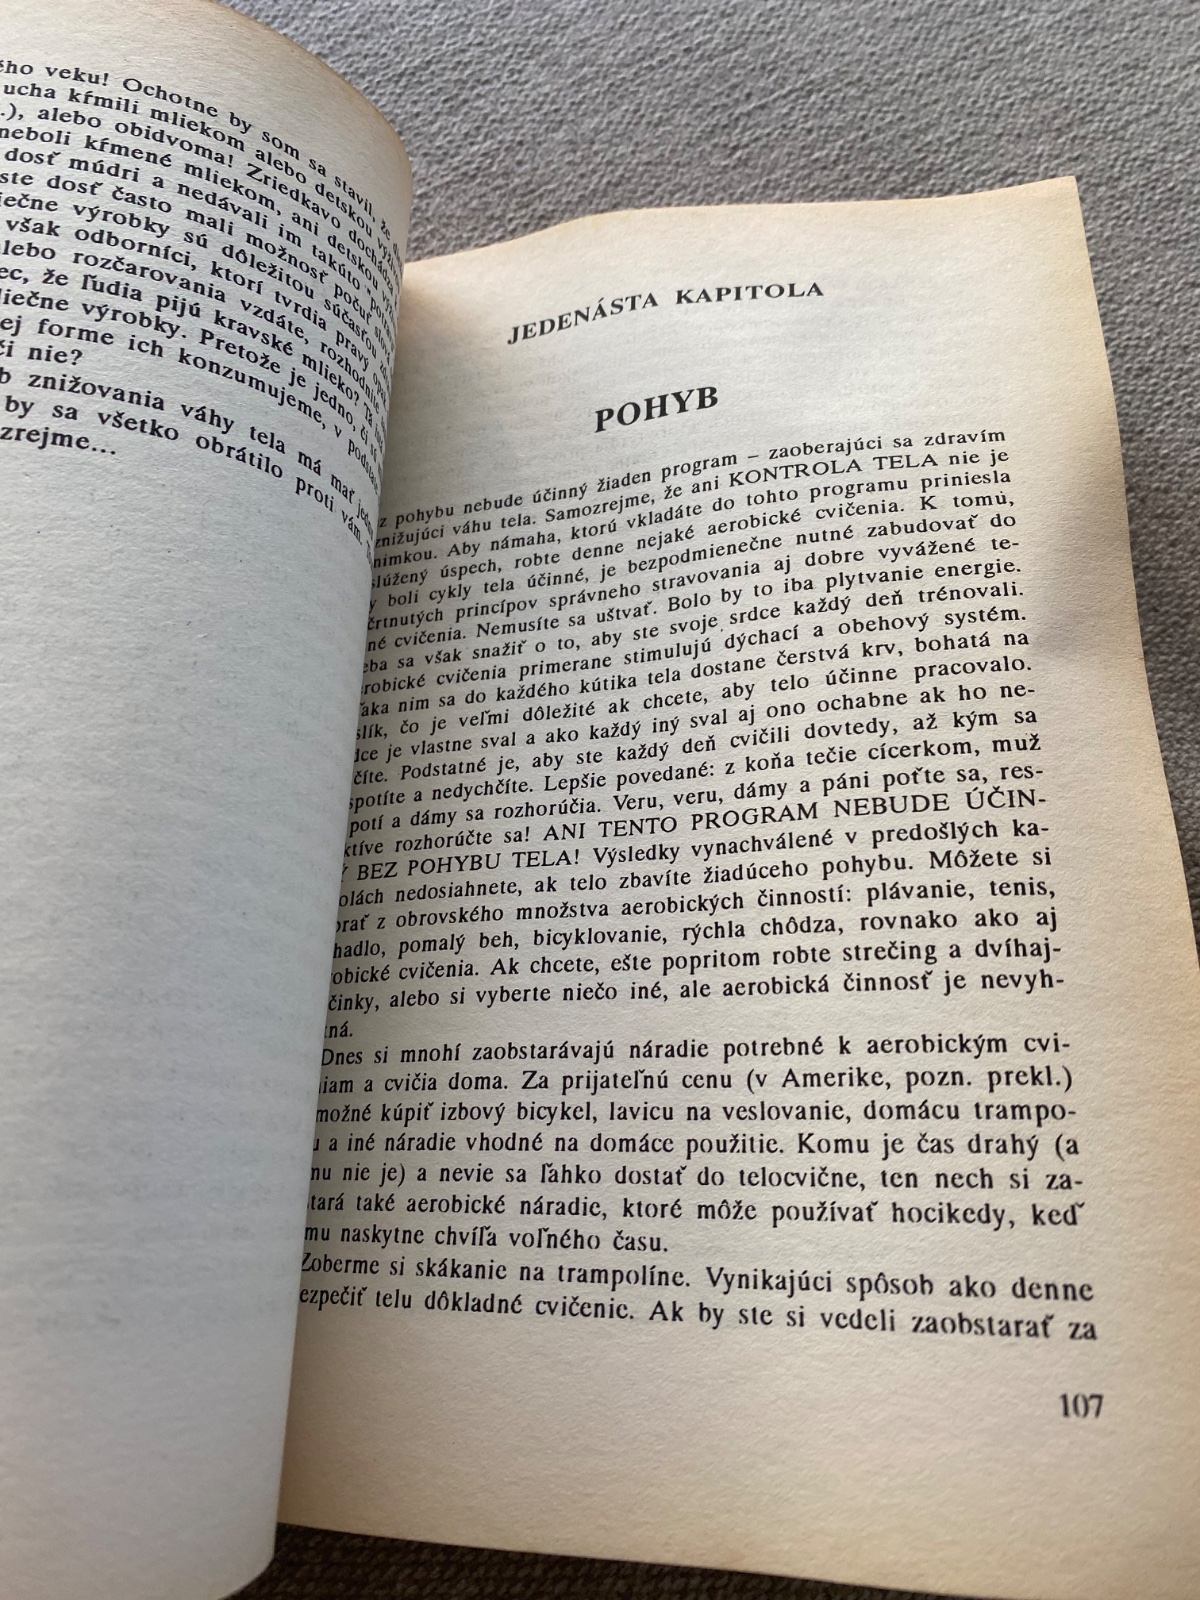 ého veku! Ochotne by som sa stavil, že
ucha kŕmili mliekom alebo detskou
.), alebo obidvoma! Zriedkavo
neboli kŕmené mliekom, ani detskou
dosť múdri a nedávali im takúto
ste dosť často mali možnosť počuť
iečne výrobky sú dôležitou súčasťou
však odborníci, ktorí tvrdia pravý
alebo rozčarovania vzdáte, rozhodnite
ec, že ľudia pijú kravské mlieko?
liečne výrobky. Pretože je jedno, či
ej forme ich konzumujeme, v
či nie?
b znižovania váhy tela má mať
by sa všetko obrátilo proti vám.
zrejme...
JEDENÁSTA KAPITOLA
POHYB
z pohybu nebude účinný žiaden program – zaoberajúci sa zdravím
znižujúci váhu tela. Samozrejme, že ani KONTROLA TELA nie je
nimkou. Aby námaha, ktorú vkladáte do tohto programu priniesla
slúžený úspech, robte denne nejaké aerobické cvičenia. K tomu,
y boli cykly tela účinné, je bezpodmienečne nutné zabudovať do
črtnutých princípov správneho stravovania aj dobre vyvážené te-
né cvičenia. Nemusíte sa uštvať. Bolo by to iba plytvanie energie.
eba sa však snažiť o to, aby ste svoje srdce každý deň trénovali.
erobické cvičenia primerane stimulujú dýchací a obehový systém.
ďaka nim sa do každého kútika tela dostane čerstvá krv, bohatá na
slík, čo je veľmi dôležité ak chcete, aby telo účinne pracovalo.
dce je vlastne sval a ako každý iný sval aj ono ochabne ak ho ne-
číte. Podstatné je, aby ste každý deň cvičili dovtedy, až kým sa
spotíte a nedychčíte. Lepšie povedané: z koňa tečie cícerkom, muž
potí a dámy sa rozhorúčia. Veru, veru, dámy a páni poťte sa, res-
ktíve rozhorúčte sa! ANI TENTO PROGRAM NEBUDE ÚČIN-
Ý BEZ POHYBU TELA! Výsledky vynachválené v predošlých ka-
olách nedosiahnete, ak telo zbavíte žiadúceho pohybu. Môžete si
brať z obrovského množstva aerobických činností: plávanie, tenis,
hadlo, pomalý beh, bicyklovanie, rýchla chôdza, rovnako ako aj
obické cvičenia. Ak chcete, ešte popritom robte strečing a dvíhaj-
činky, alebo si vyberte niečo iné, ale aerobická činnosť je nevyh-
tná.
Dnes si mnohí zaobstarávajú náradie potrebné k aerobickým cvi-
iam a cvičia doma. Za prijateľnú cenu (v Amerike, pozn. prekl.)
možné kúpiť izbový bicykel, lavicu na veslovanie, domácu trampo-
u a iné náradie vhodné na domáce použitie. Komu je čas drahý (a
mu nie je) a nevie sa ľahko dostať do telocvične, ten nech si za-
tará také aerobické náradie, ktoré môže používať hocikedy, keď
mu naskytne chvíľa voľného času.
Zoberme si skákanie na trampolíne. Vynikajúci spôsob ako denne
ezpečiť telu dôkladné cvičenie. Ak by ste si vedeli zaobstarať za
107